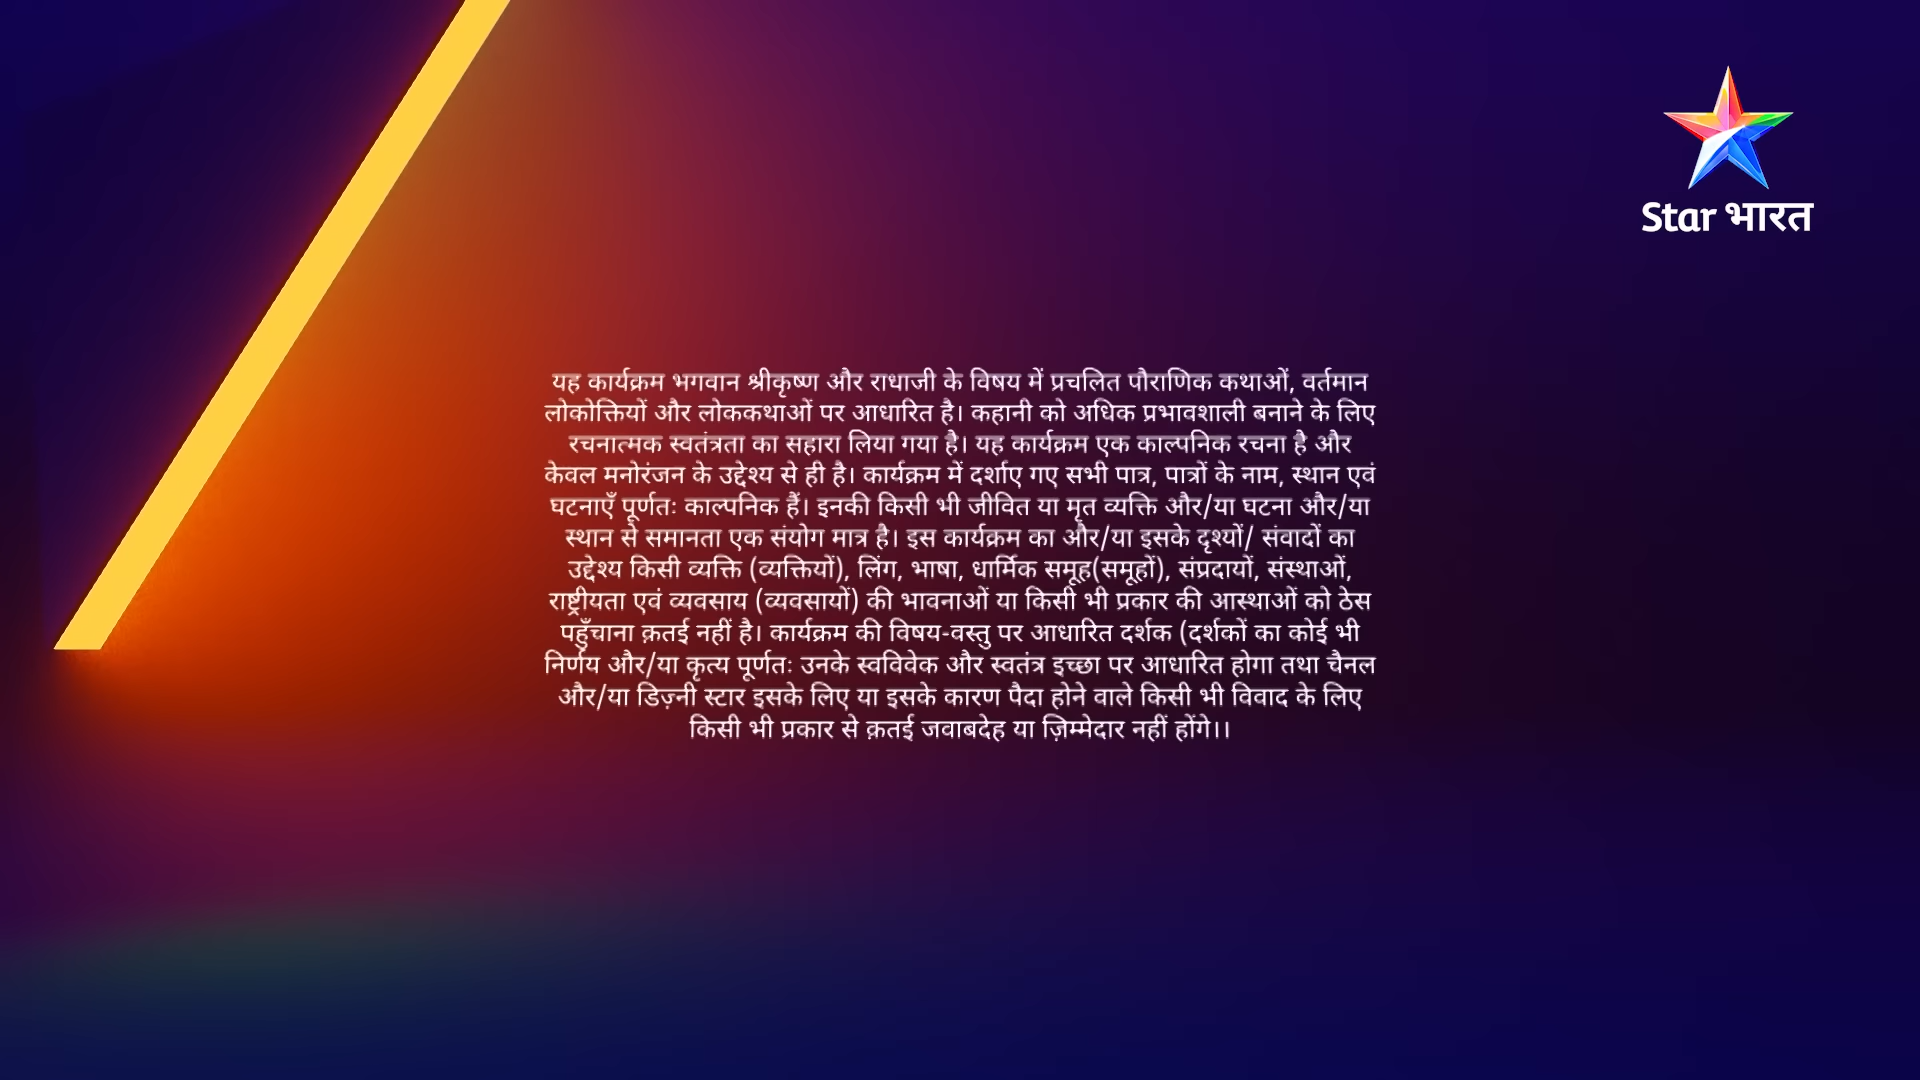 Star भारत
यह कार्यक्रम भगवान श्रीकृष्ण और राधाजी के विषय में प्रचलित पौराणिक कथाओं, वर्तमान
लोकोक्तियों और लोककथाओं पर आधारित है। कहानी को अधिक प्रभावशाली बनाने के लिए
रचनात्मक स्वतंत्रता का सहारा लिया गया है। यह कार्यक्रम एक काल्पनिक रचना है और
केवल मनोरंजन के उद्देश्य से ही है। कार्यक्रम में दर्शाए गए सभी पात्र, पात्रों के नाम, स्थान एवं
घटनाएँ पूर्णतः काल्पनिक हैं। इनकी किसी भी जीवित या मृत व्यक्ति और/या घटना और/या
स्थान से समानता एक संयोग मात्र है। इस कार्यक्रम का और/या इसके दृश्यों/ संवादों का
उद्देश्य किसी व्यक्ति (व्यक्तियों), लिंग, भाषा, धार्मिक समूह(समूहों), संप्रदायों, संस्थाओं,
राष्ट्रीयता एवं व्यवसाय (व्यवसायों) की भावनाओं या किसी भी प्रकार की आस्थाओं को ठेस
पहुँचाना क़तई नहीं है। कार्यक्रम की विषय-वस्तु पर आधारित दर्शक (दर्शकों का कोई भी
निर्णय और/या कृत्य पूर्णतः उनके स्वविवेक और स्वतंत्र इच्छा पर आधारित होगा तथा चैनल
और/या डिज़्नी स्टार इसके लिए या इसके कारण पैदा होने वाले किसी भी विवाद के लिए
किसी भी प्रकार से क़तई जवाबदेह या ज़िम्मेदार नहीं होंगे।।